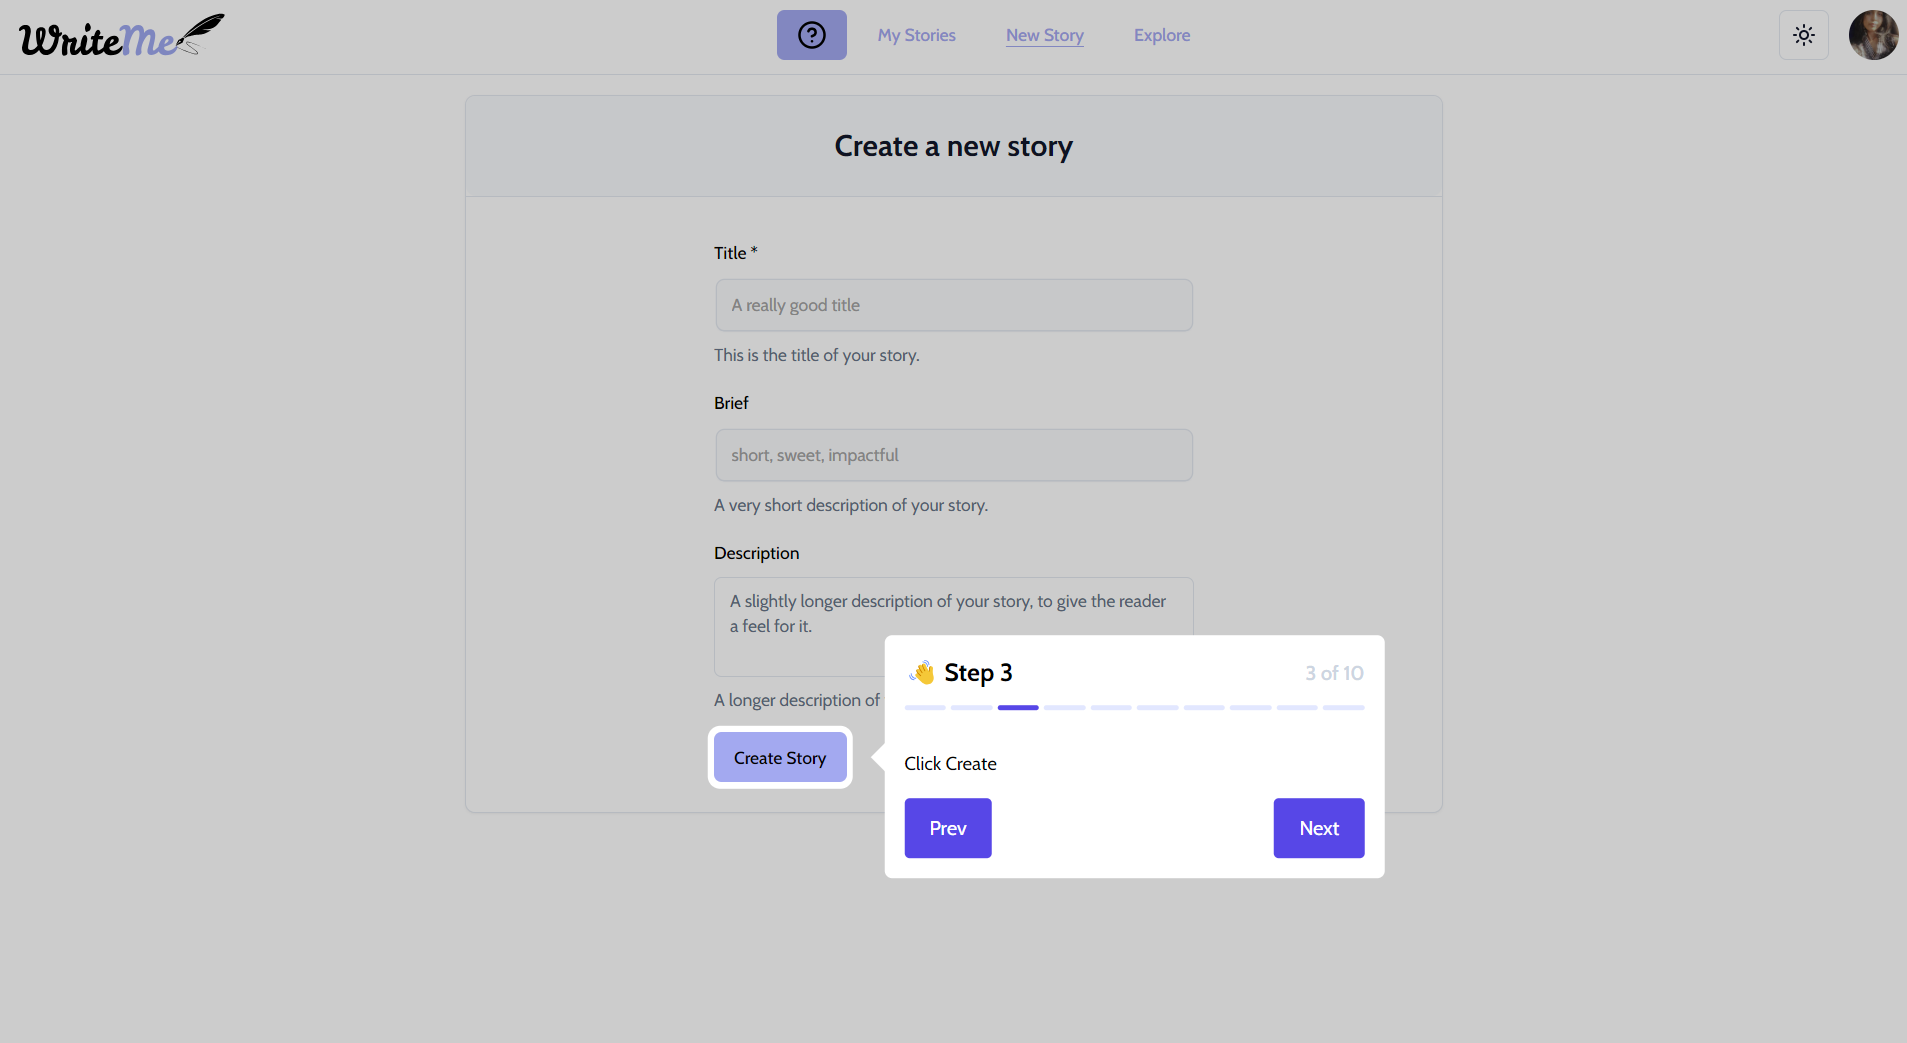 WriteMe
My Stories
New Story
Explore
Create a new story
Title *
A really good title
This is the title of your story.
Brief
short, sweet, impactful
A very short description of your story.
Description
A slightly longer description of your story, to give the reader
a feel for it.
A longer description of
Create Story
Step 3
3 of 10
Click Create
Prev
Next